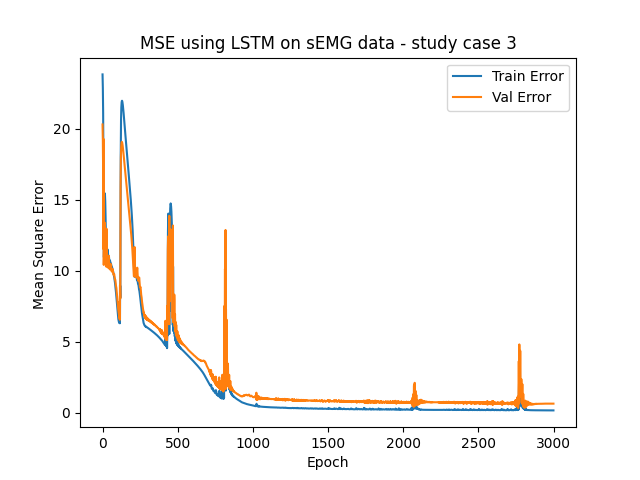 MSE using LSTM on sEMG data - study case 3
Train Error
Val Error
Mean Square Error
20
15
10
5
0
0 500 1000 1500 2000 2500 3000
Epoch